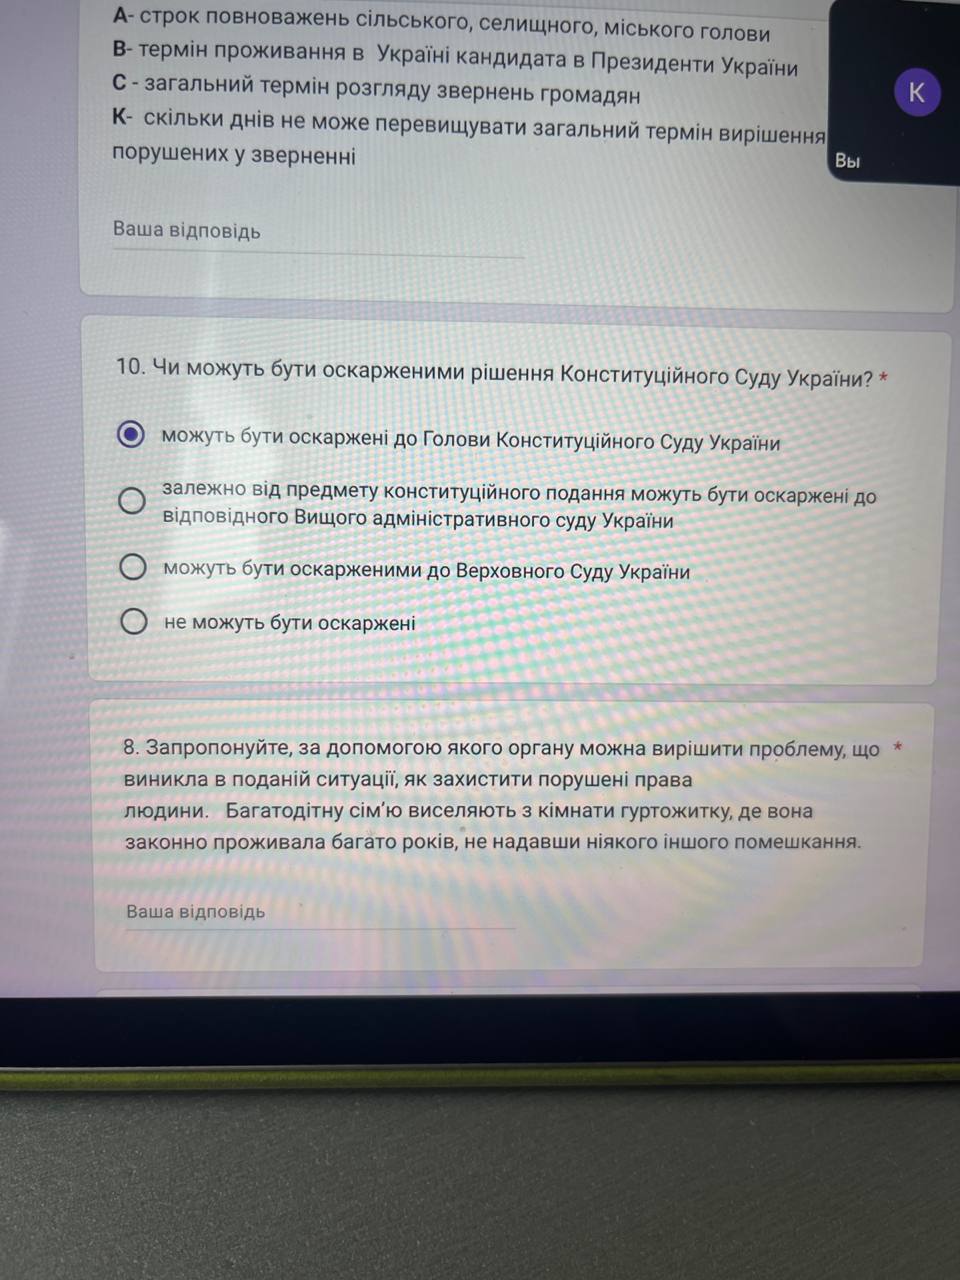 А- строк повноважень сільського, селищного, міського голови
В- термін проживання в Україні кандидата в Президенти України
С - загальний термін розгляду звернень громадян
К- скільки днів не може перевищувати загальний термін вирішення
порушених у зверненні
К
Вы
Ваша відповідь
10. Чи можуть бути оскарженими рішення Конституційного Суду України? *
можуть бути оскаржені до Голови Конституційного Суду України
залежно від предмету конституційного подання можуть бути оскаржені до
відповідного Вищого адміністративного суду України
можуть бути оскарженими до Верховного Суду України
не можуть бути оскаржені
8. Запропонуйте, за допомогою якого органу можна вирішити проблему, що *
виникла в поданій ситуації, як захистити порушені права
людини. Багатодітну сім’ю виселяють з кімнати гуртожитку, де вона
законно проживала багато років, не надавши ніякого іншого помешкання.
Ваша відповідь